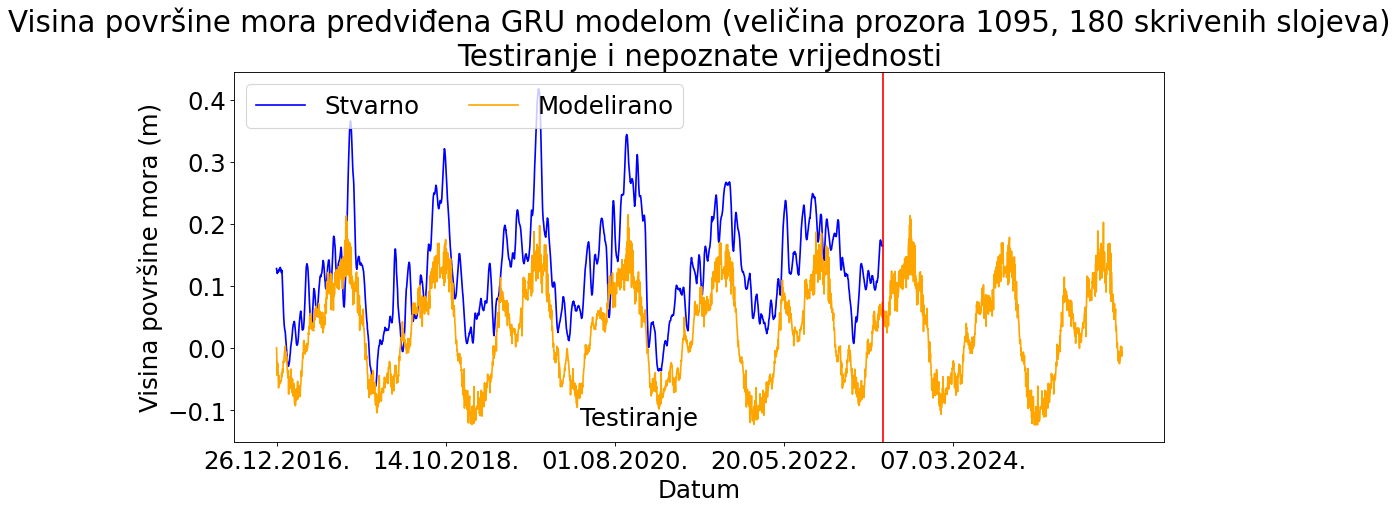 Visina površine mora predviđena GRU modelom (veličina prozora 1095, 180 skrivenih slojeva)
Testiranje i nepoznate vrijednosti
Stvarno
Modelirano
Visina površine mora (m)
0.4
0.3
0.2
0.1
0.0
−0.1
Testiranje
26.12.2016.
14.10.2018.
01.08.2020.
20.05.2022.
07.03.2024.
Datum